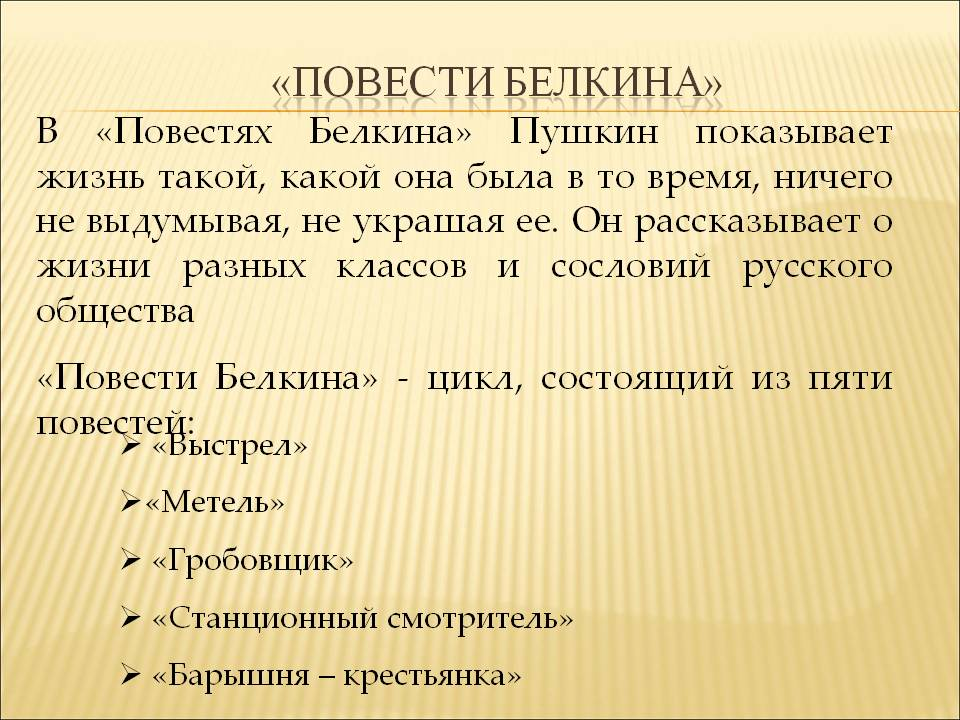 «ПОВЕСТИ БЕЛКИНА»
В «Повестях Белкина» Пушкин показывает
жизнь такой, какой она была в то время, ничего
не выдумывая, не украшая ее. Он рассказывает о
жизни разных классов и сословий русского
общества
«Повести Белкина» - цикл, состоящий из пяти
повестей:
➢ «Выстрел»
➢ «Метель»
➢ «Гробовщик»
➢ «Станционный смотритель»
➢ «Барышня – крестьянка»